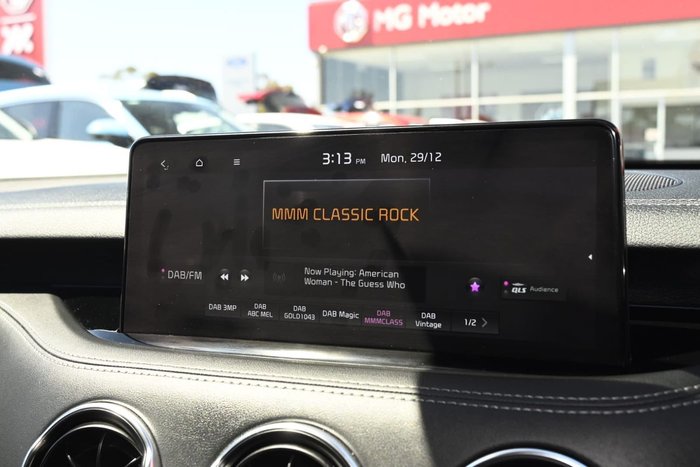 MG MG Motor
3:13 PM Mon, 29/12
MMM CLASSIC ROCK
DAB/FM
Now Playing: American
Woman - The Guess Who
QLS Audience
DAB 3MP
DAB
ABC MEL
DAB
GOLD1043
DAB Magic
DAB
MMMCLASS
DAB
Vintage
1/2